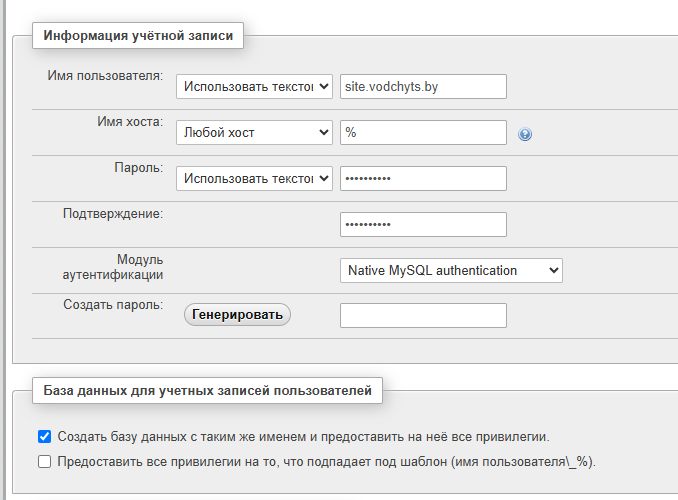 Информация учётной записи
Имя пользователя: Использовать текстов site.vodchyts.by
Имя хоста: Любой хост %
Пароль: Использовать текстов ••••••••••
Подтверждение: ••••••••••
Модуль аутентификации Native MySQL authentication
Создать пароль: Генерировать
База данных для учетных записей пользователей
Создать базу данных с таким же именем и предоставить на неё все привилегии.
Предоставить все привилегии на то, что подпадает под шаблон (имя пользователя\_%).